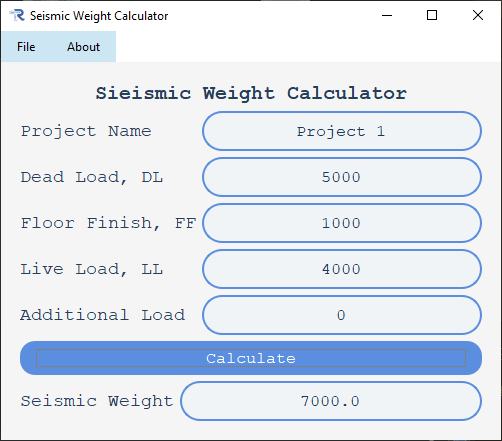 Seismic Weight Calculator
File About
Sieismic Weight Calculator
Project Name Project 1
Dead Load, DL 5000
Floor Finish, FF 1000
Live Load, LL 4000
Additional Load 0
Calculate
Seismic Weight 7000.0